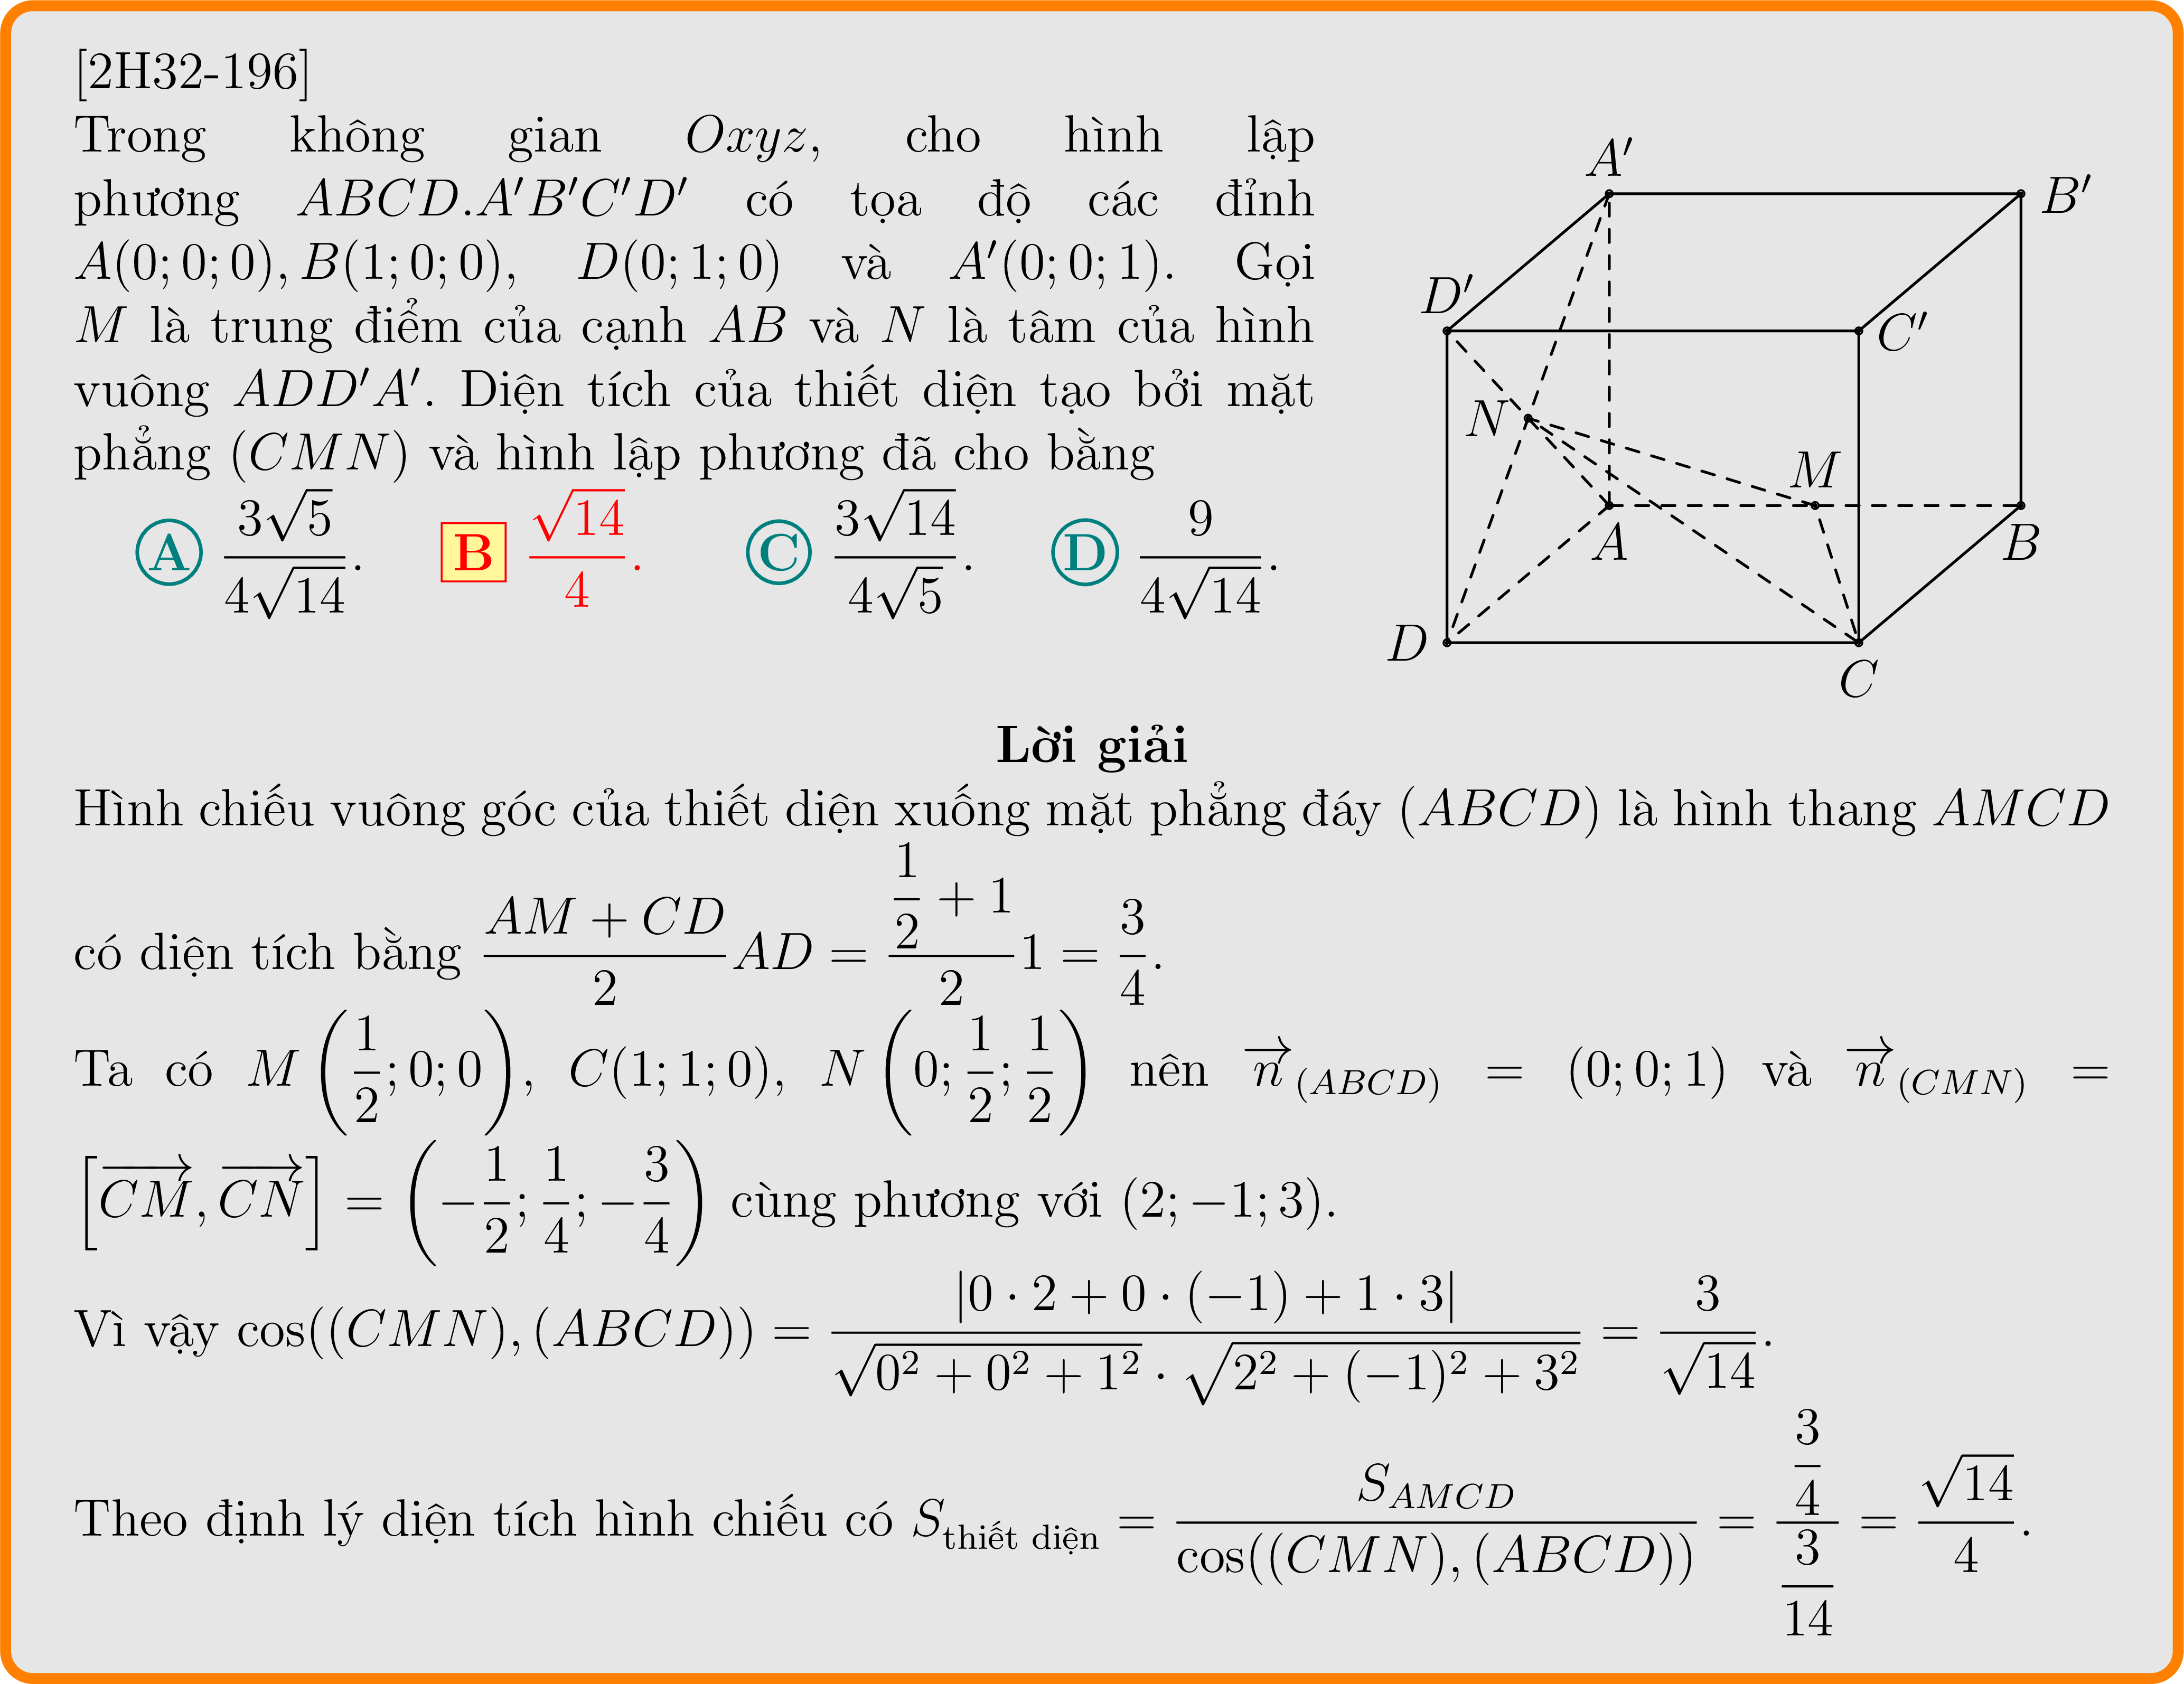 [2H32-196]
Trong không gian $Oxyz$, cho hình lập
phương $ABCD.A'B'C'D'$ có tọa độ các đỉnh
$A(0;0;0), B(1;0;0)$, $D(0;1;0)$ và $A'(0;0;1)$. Gọi
$M$ là trung điểm của cạnh $AB$ và $N$ là tâm của hình
vuông $ADD'A'$. Diện tích của thiết diện tạo bởi mặt
phẳng $(CMN)$ và hình lập phương đã cho bằng
A $\frac{3\sqrt{5}}{4\sqrt{14}}$. B $\frac{\sqrt{14}}{4}$. C $\frac{3\sqrt{14}}{4\sqrt{5}}$. D $\frac{9}{4\sqrt{14}}$.
A'
B'
D'
C'
N
M
A
B
D
C
Lời giải
Hình chiếu vuông góc của thiết diện xuống mặt phẳng đáy $(ABCD)$ là hình thang $AMCD$
có diện tích bằng $\frac{AM+CD}{2}AD = \frac{\frac{1}{2}+1}{2}1 = \frac{3}{4}$.
Ta có $M\left(\frac{1}{2};0;0\right)$, $C(1;1;0)$, $N\left(0;\frac{1}{2};\frac{1}{2}\right)$ nên $\overrightarrow{n}_{(ABCD)} = (0;0;1)$ và $\overrightarrow{n}_{(CMN)} =$
$\left[\overrightarrow{CM},\overrightarrow{CN}\right] = \left(-\frac{1}{2};\frac{1}{4};-\frac{3}{4}\right)$ cùng phương với $(2;-1;3)$.
Vì vậy $\cos((CMN),(ABCD)) = \frac{|0\cdot 2+0\cdot(-1)+1\cdot 3|}{\sqrt{0^2+0^2+1^2}\cdot\sqrt{2^2+(-1)^2+3^2}} = \frac{3}{\sqrt{14}}$.
Theo định lý diện tích hình chiếu có $S_{\text{thiết diện}} = \frac{S_{AMCD}}{\cos((CMN),(ABCD))} = \frac{\frac{3}{4}}{\frac{3}{14}} = \frac{\sqrt{14}}{4}$.